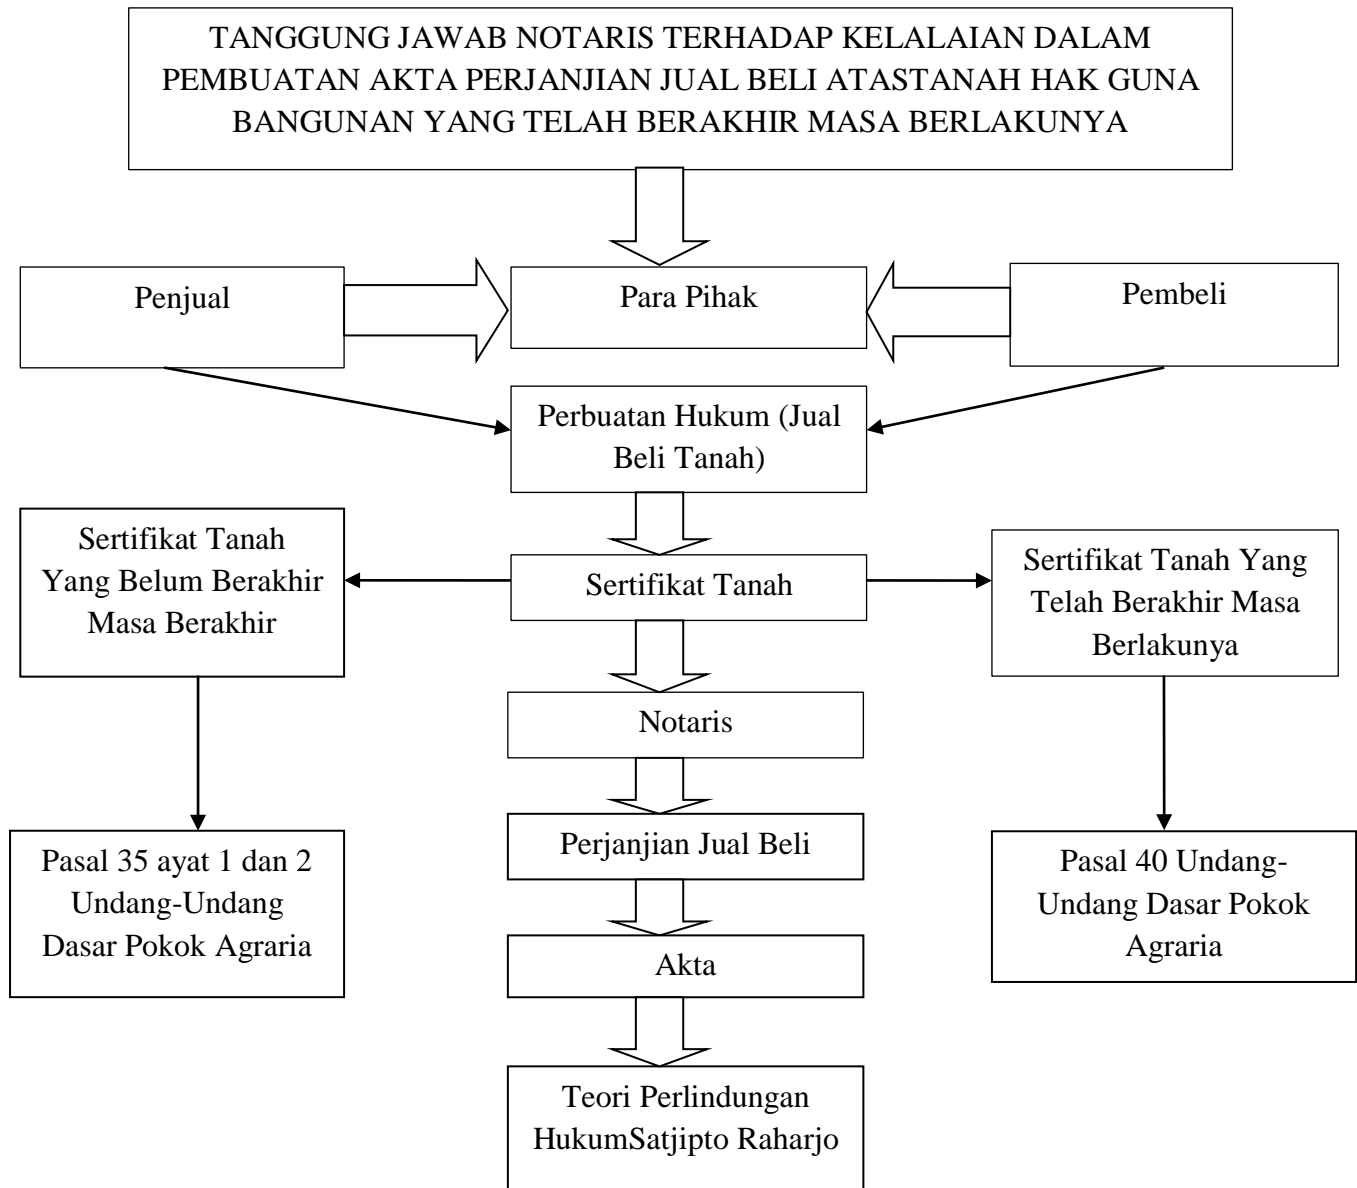 TANGGUNG JAWAB NOTARIS TERHADAP KELALAIAN DALAM
PEMBUATAN AKTA PERJANJIAN JUAL BELI ATASTANAH HAK GUNA
BANGUNAN YANG TELAH BERAKHIR MASA BERLAKUNYA
Penjual
Para Pihak
Pembeli
Perbuatan Hukum (Jual
Beli Tanah)
Sertifikat Tanah
Yang Belum Berakhir
Masa Berakhir
Sertifikat Tanah
Sertifikat Tanah Yang
Telah Berakhir Masa
Berlakunya
Notaris
Perjanjian Jual Beli
Pasal 35 ayat 1 dan 2
Undang-Undang
Dasar Pokok Agraria
Pasal 40 Undang-
Undang Dasar Pokok
Agraria
Akta
Teori Perlindungan
HukumSatjipto Raharjo